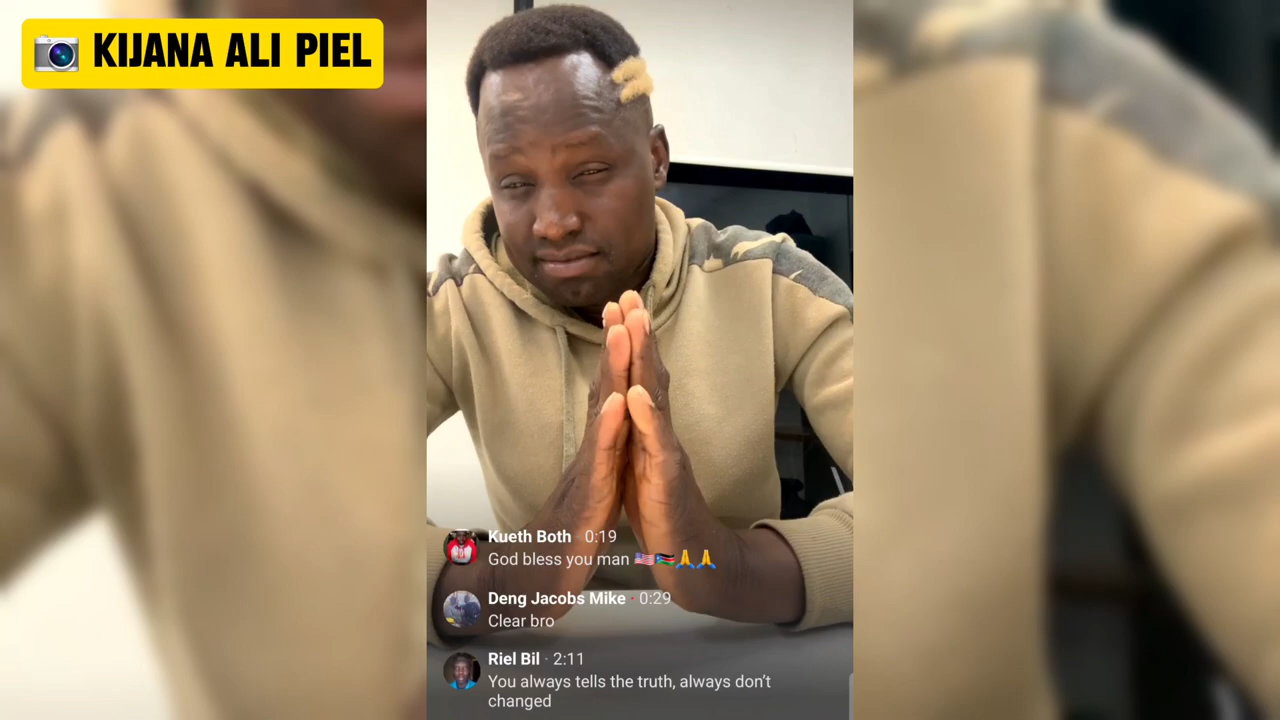 📷 KIJANA ALI PIEL
Kueth Both · 0:19
God bless you man 🇺🇸🇸🇸🙏🙏
Deng Jacobs Mike · 0:29
Clear bro
Riel Bil · 2:11
You always tells the truth, always don't
changed